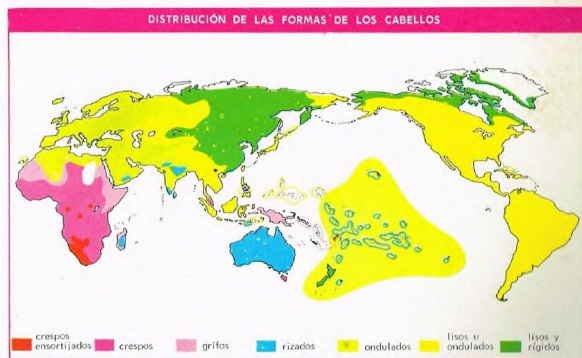 DISTRIBUCIÓN DE LAS FORMAS DE LOS CABELLOS
crespos ensortijados
crespos
grifos
rizados
ondulados
lisos u ondulados
lisos y rígidos